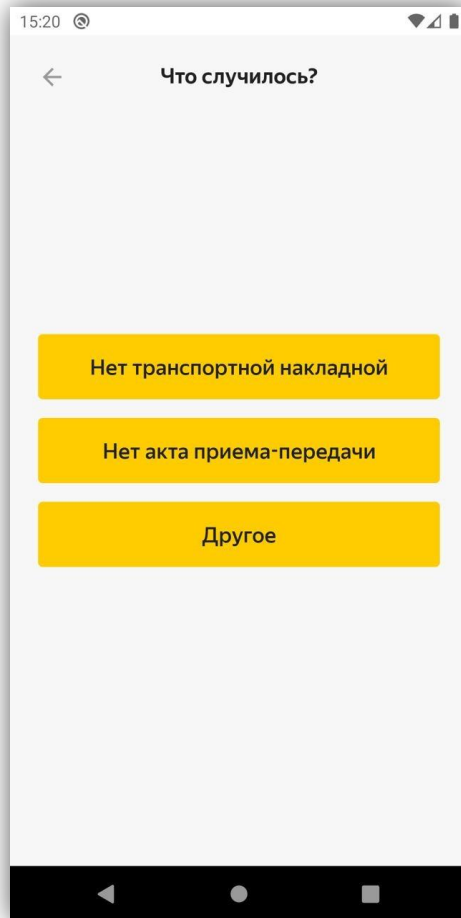 15:20
Что случилось?
Нет транспортной накладной
Нет акта приема-передачи
Другое